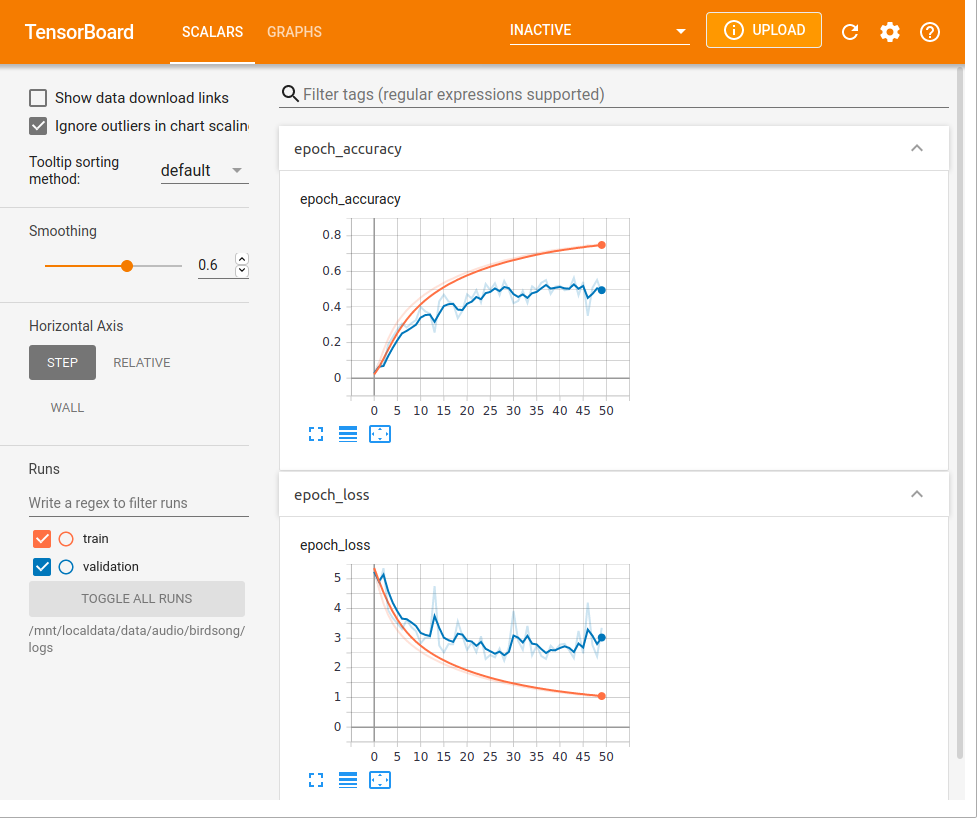 TensorBoard SCALARS GRAPHS INACTIVE UPLOAD
Show data download links
Ignore outliers in chart scalin
Tooltip sorting
method:
default
Smoothing
0.6
Horizontal Axis
STEP RELATIVE
WALL
Runs
Write a regex to filter runs
train
validation
TOGGLE ALL RUNS
/mnt/localdata/data/audio/birdsong/
logs
Filter tags (regular expressions supported)
epoch_accuracy
epoch_accuracy
0.8
0.6
0.4
0.2
0
0 5 10 15 20 25 30 35 40 45 50
epoch_loss
epoch_loss
5
4
3
2
1
0
0 5 10 15 20 25 30 35 40 45 50